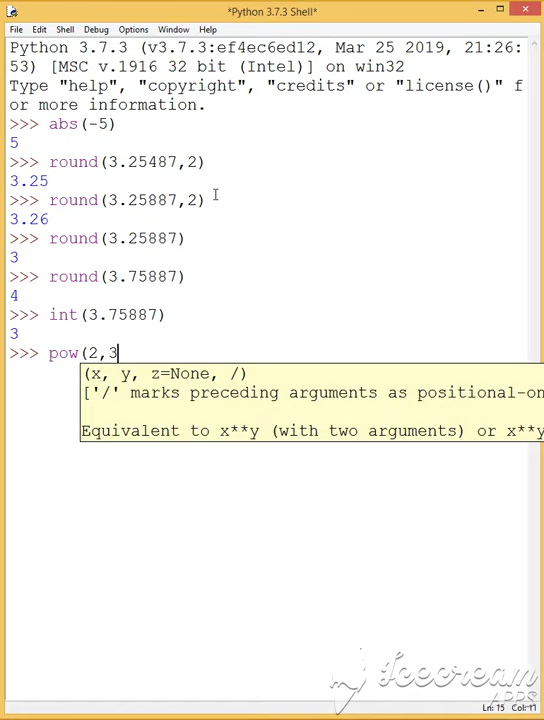 *Python 3.7.3 Shell*
File Edit Shell Debug Options Window Help
Python 3.7.3 (v3.7.3:ef4ec6ed12, Mar 25 2019, 21:26:
53) [MSC v.1916 32 bit (Intel)] on win32
Type "help", "copyright", "credits" or "license()" f
or more information.
>>> abs(-5)
5
>>> round(3.25487,2)
3.25
>>> round(3.25887,2)
3.26
>>> round(3.25887)
3
>>> round(3.75887)
4
>>> int(3.75887)
3
>>> pow(2,3
(x, y, z=None, /)
['/' marks preceding arguments as positional-on
Equivalent to x**y (with two arguments) or x**y
Icecream
APPS
Ln: 15 Col: 11